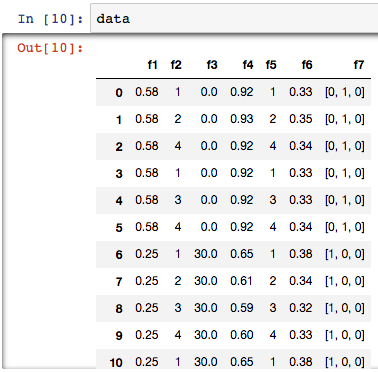 In [10]: data
Out[10]:
f1 f2 f3 f4 f5 f6 f7
0 0.58 1 0.0 0.92 1 0.33 [0, 1, 0]
1 0.58 2 0.0 0.93 2 0.35 [0, 1, 0]
2 0.58 4 0.0 0.92 4 0.34 [0, 1, 0]
3 0.58 1 0.0 0.92 1 0.33 [0, 1, 0]
4 0.58 3 0.0 0.92 3 0.33 [0, 1, 0]
5 0.58 4 0.0 0.92 4 0.34 [0, 1, 0]
6 0.25 1 30.0 0.65 1 0.38 [1, 0, 0]
7 0.25 2 30.0 0.61 2 0.34 [1, 0, 0]
8 0.25 3 30.0 0.59 3 0.32 [1, 0, 0]
9 0.25 4 30.0 0.60 4 0.33 [1, 0, 0]
10 0.25 1 30.0 0.65 1 0.38 [1, 0, 0]